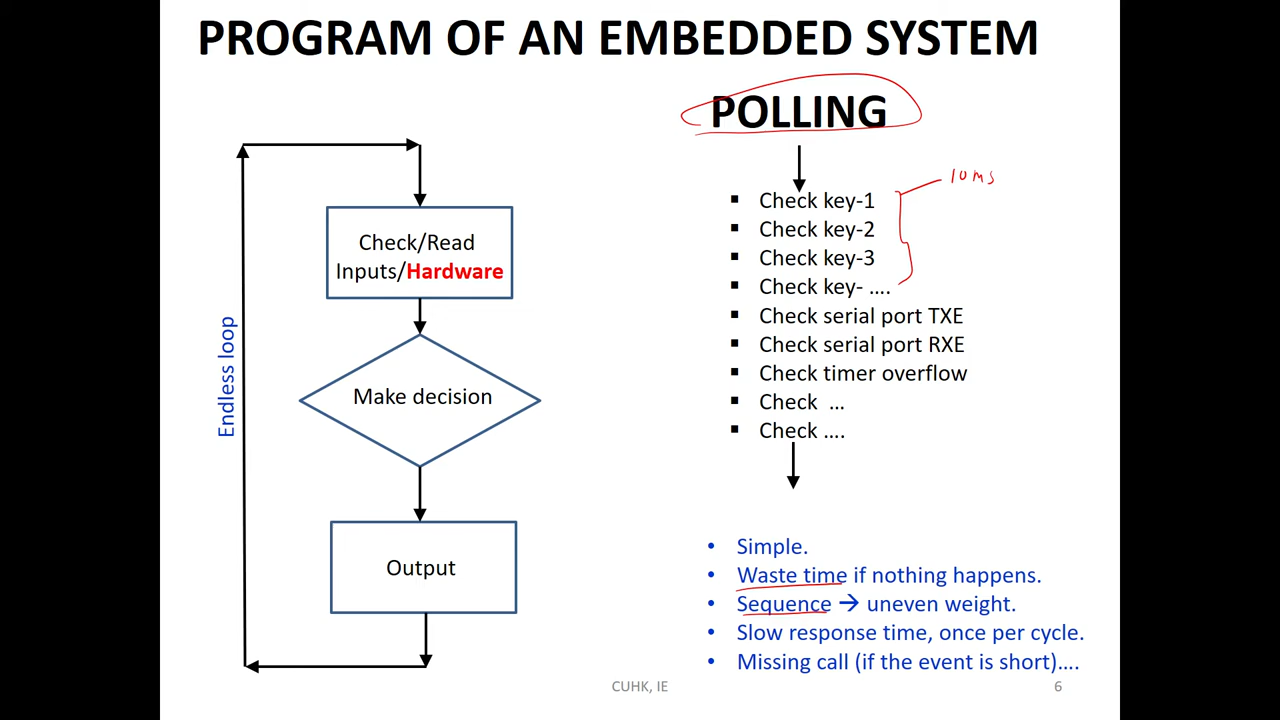 PROGRAM OF AN EMBEDDED SYSTEM
Endless loop
Check/Read
Inputs/Hardware
Make decision
Output
POLLING
10ms
▪ Check key-1
▪ Check key-2
▪ Check key-3
▪ Check key- ....
▪ Check serial port TXE
▪ Check serial port RXE
▪ Check timer overflow
▪ Check ...
▪ Check ....
• Simple.
• Waste time if nothing happens.
• Sequence → uneven weight.
• Slow response time, once per cycle.
• Missing call (if the event is short)....
CUHK, IE
6